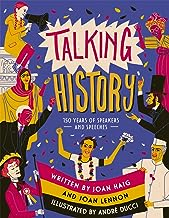 TALKING
HISTORY
150 YEARS OF SPEAKERS
AND SPEECHES
WRITTEN BY JOAN HAIG
AND JOAN LENNON
ILLUSTRATED BY ANDRÉ DUCCI